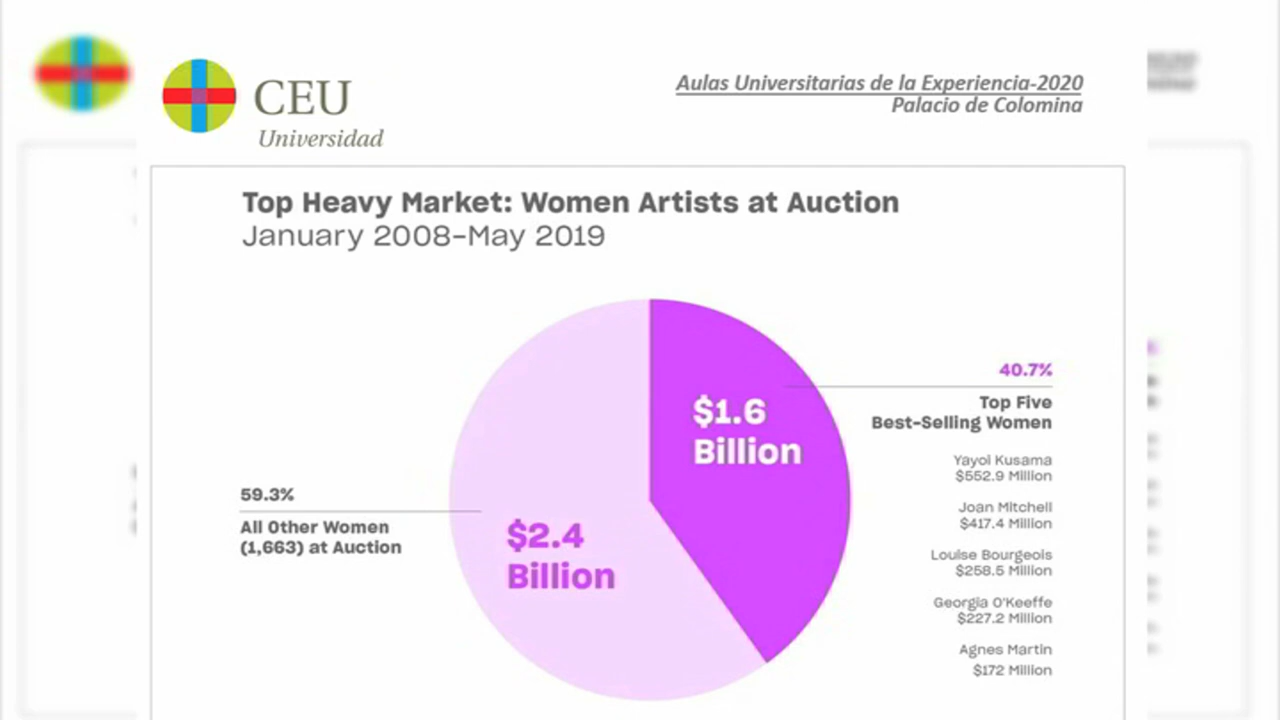 CEU
Universidad
Aulas Universitarias de la Experiencia-2020
Palacio de Colomina
Top Heavy Market: Women Artists at Auction
January 2008-May 2019
40.7%
Top Five
Best-Selling Women
$1.6
Billion
Yayoi Kusama
$552.9 Million
Joan Mitchell
$417.4 Million
Louise Bourgeois
$258.5 Million
Georgia O'Keeffe
$227.2 Million
Agnes Martin
$172 Million
59.3%
All Other Women
(1,663) at Auction
$2.4
Billion